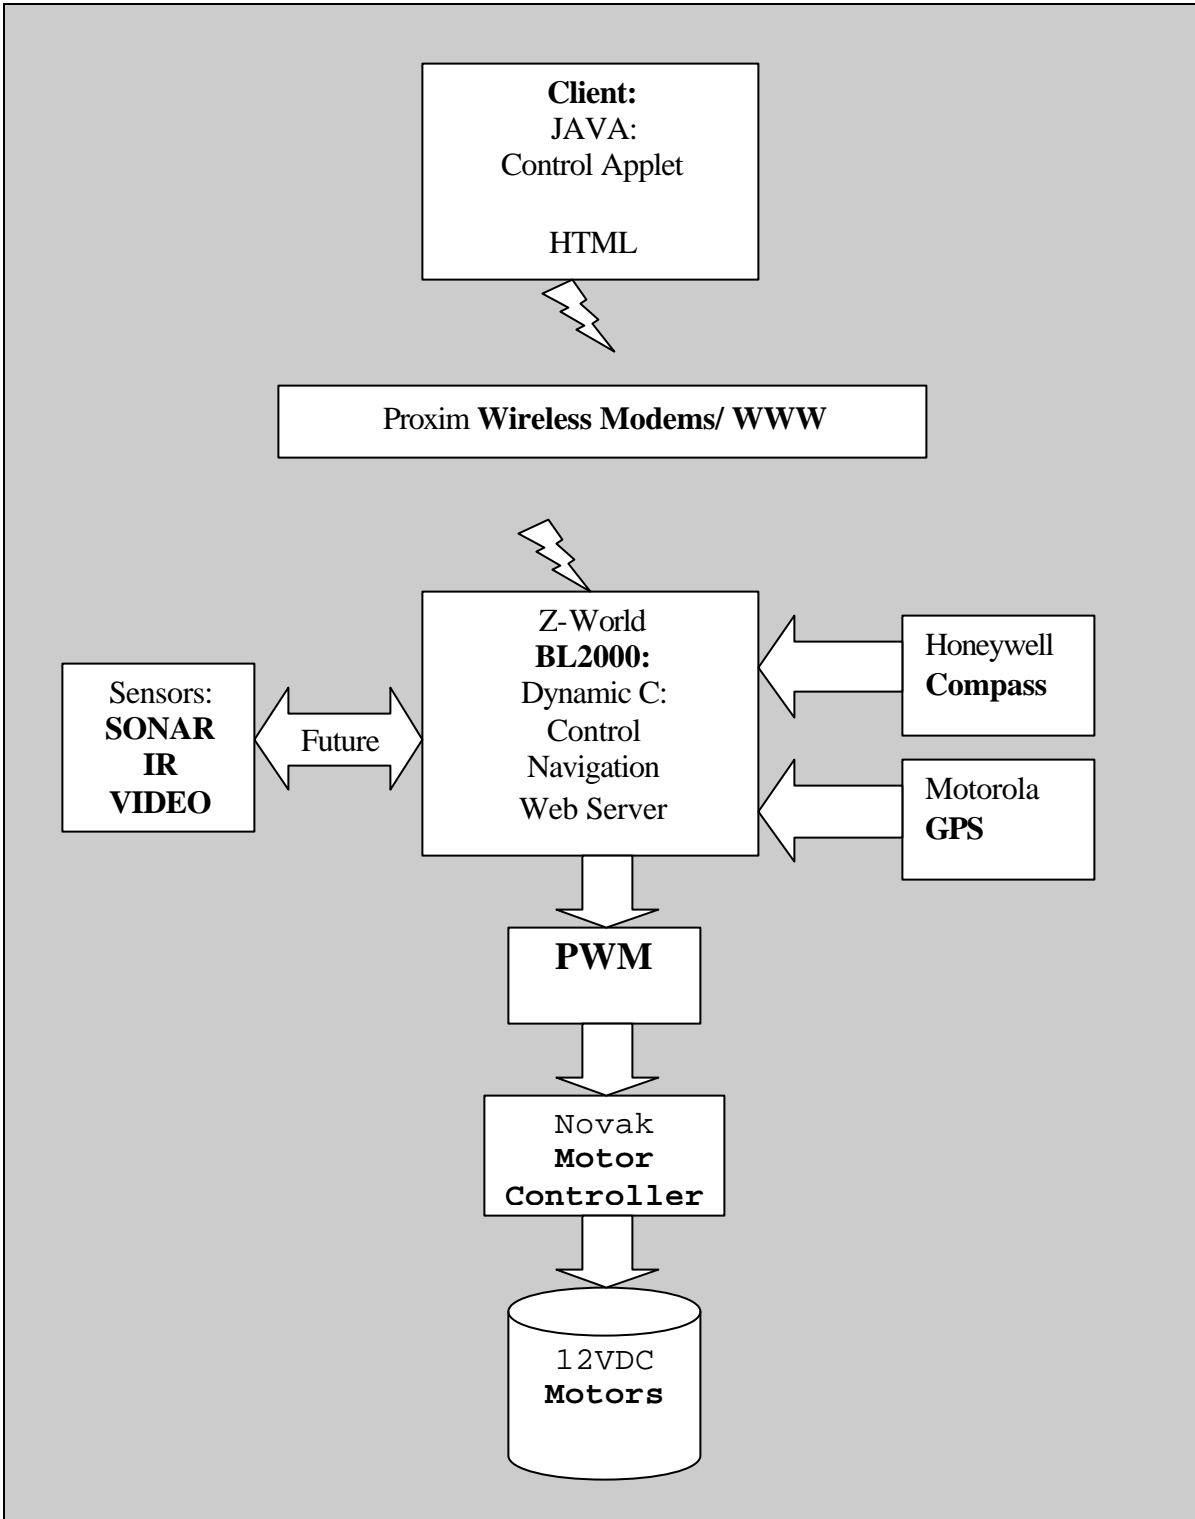 Client:
JAVA:
Control Applet
HTML
Proxim Wireless Modems/ WWW
Z-World
BL2000:
Dynamic C:
Control
Navigation
Web Server
Sensors:
SONAR
IR
VIDEO
Future
Honeywell
Compass
Motorola
GPS
PWM
Novak
Motor
Controller
12VDC
Motors